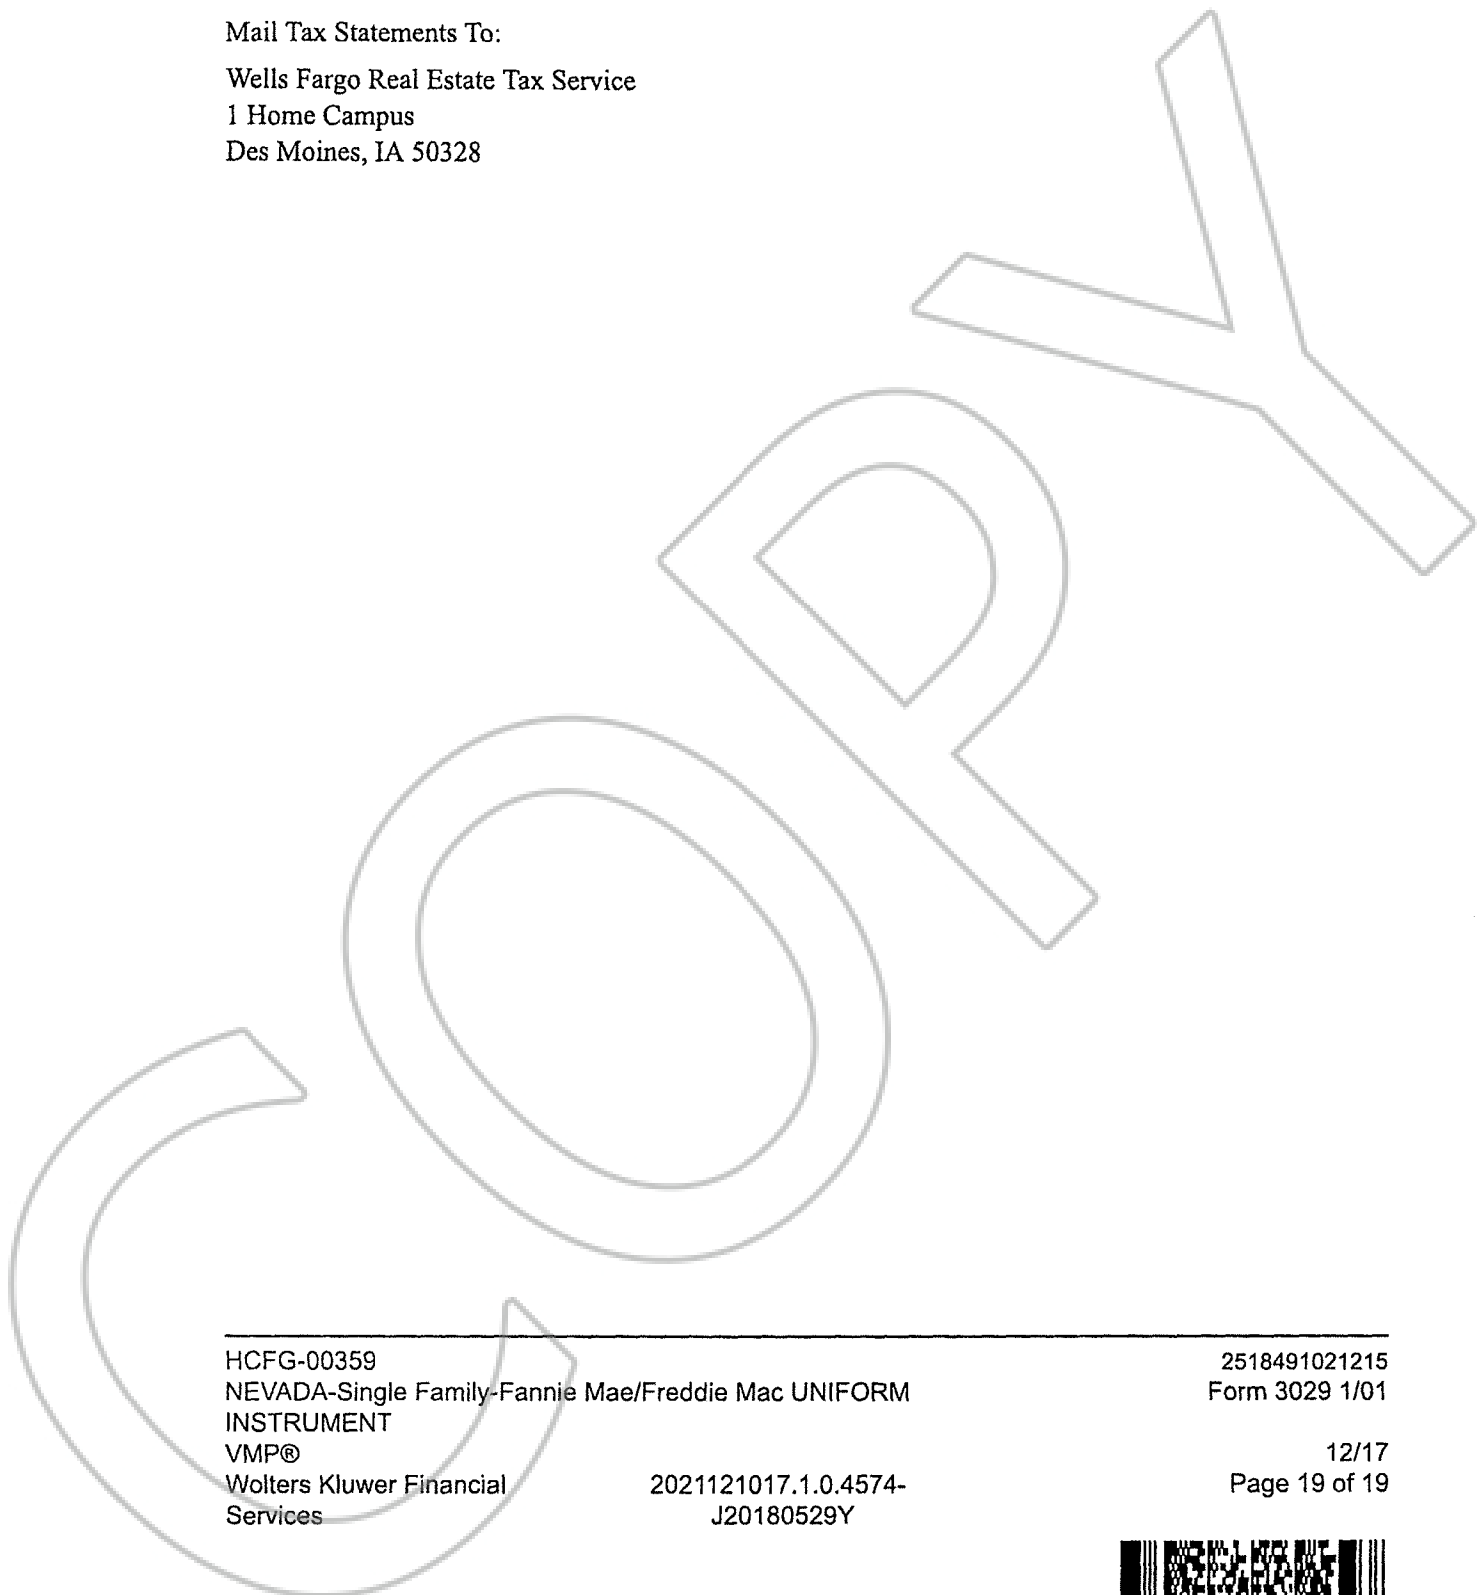 Mail Tax Statements To:
Wells Fargo Real Estate Tax Service
1 Home Campus
Des Moines, IA 50328
COPY
HCFG-00359 2518491021215
NEVADA-Single Family-Fannie Mae/Freddie Mac UNIFORM Form 3029 1/01
INSTRUMENT
VMP® 12/17
Wolters Kluwer Financial 2021121017.1.0.4574- Page 19 of 19
Services J20180529Y